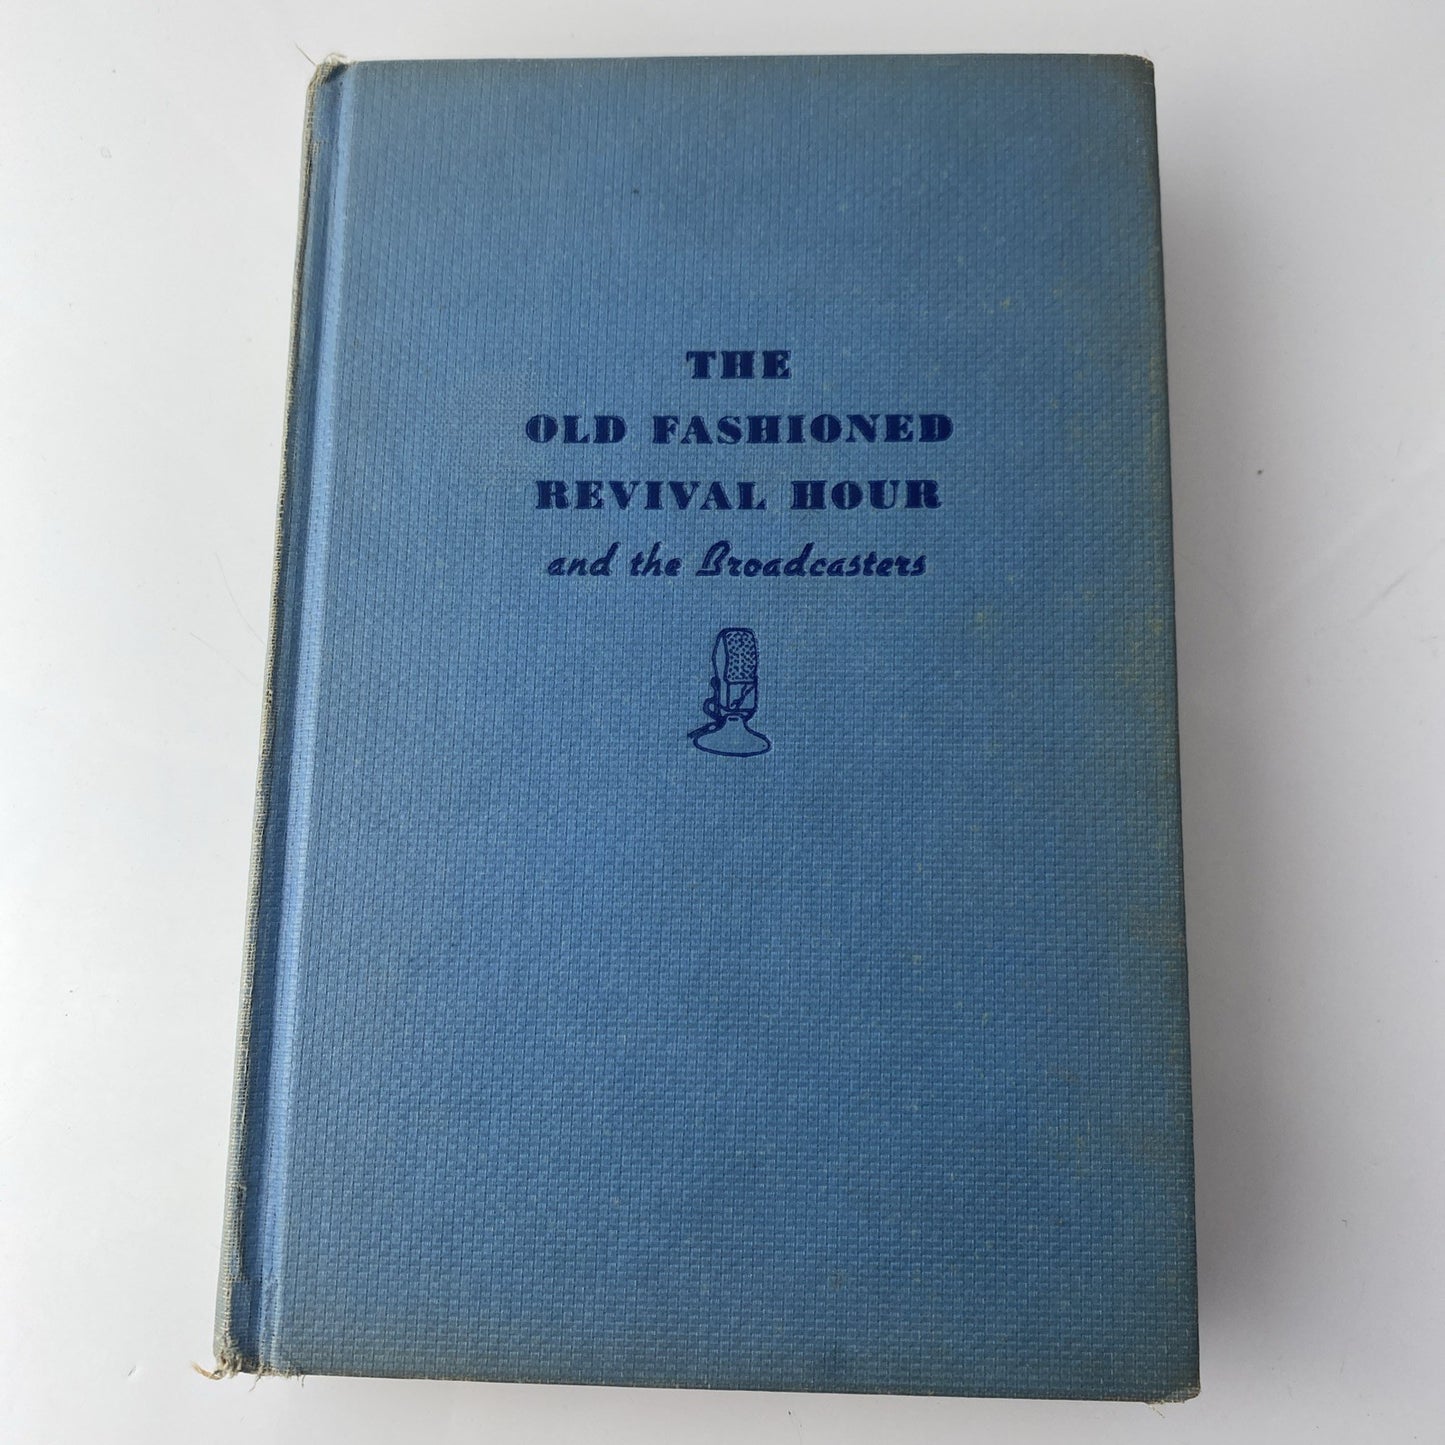 THE
OLD FASHIONED
REVIVAL HOUR
and the Broadcasters